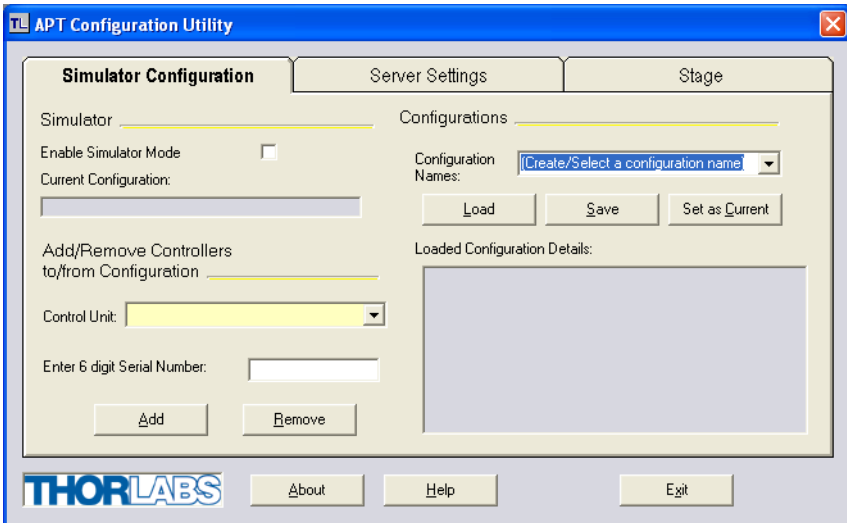 TL APT Configuration Utility
Simulator Configuration
Server Settings
Stage
Simulator
Enable Simulator Mode
Current Configuration:
Add/Remove Controllers
to/from Configuration
Control Unit:
Enter 6 digit Serial Number:
Add
Remove
Configurations
Configuration
Names:
(Create/Select a configuration name)
Load
Save
Set as Current
Loaded Configuration Details:
THORLABS
About
Help
Exit